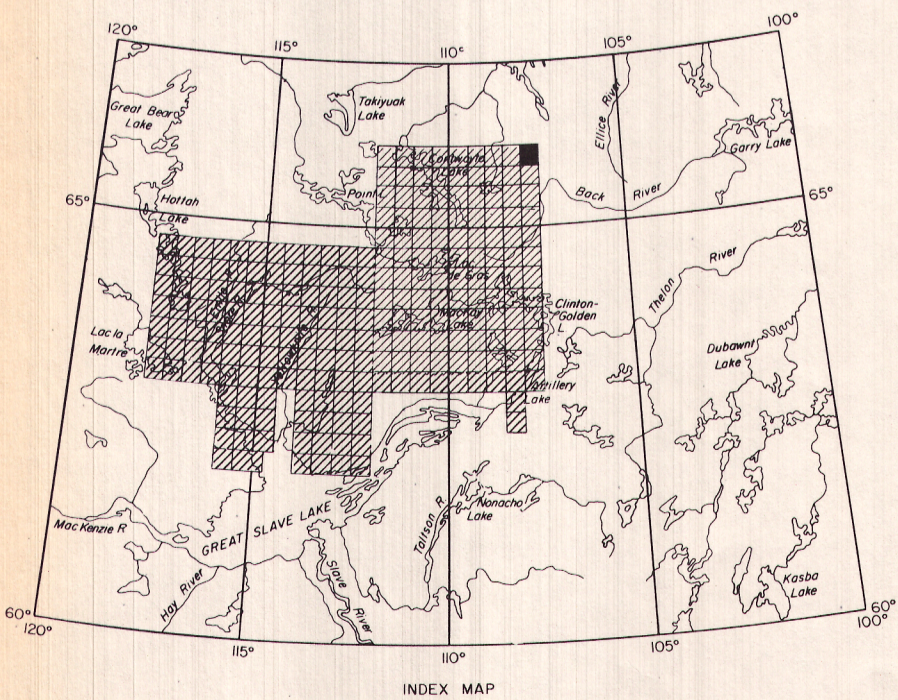 120°
115°
110°
105°
100°
Great Bear
Lake
Takiyuak
Lake
Ellice River
Garry Lake
Contwoyto
Lake
Point L.
Back River
65°
65°
Hottah
Lake
River
Thelon
de Gras
Clinton-
Golden
L.
MacKay
Lake
Lac la
Martre
Dubawnt
Lake
Artillery
Lake
Nonacho
Lake
Taltson R.
GREAT SLAVE LAKE
MacKenzie R
Slave
River
Hay River
Kasba
Lake
60°
60°
120°
115°
110°
105°
100°
INDEX MAP